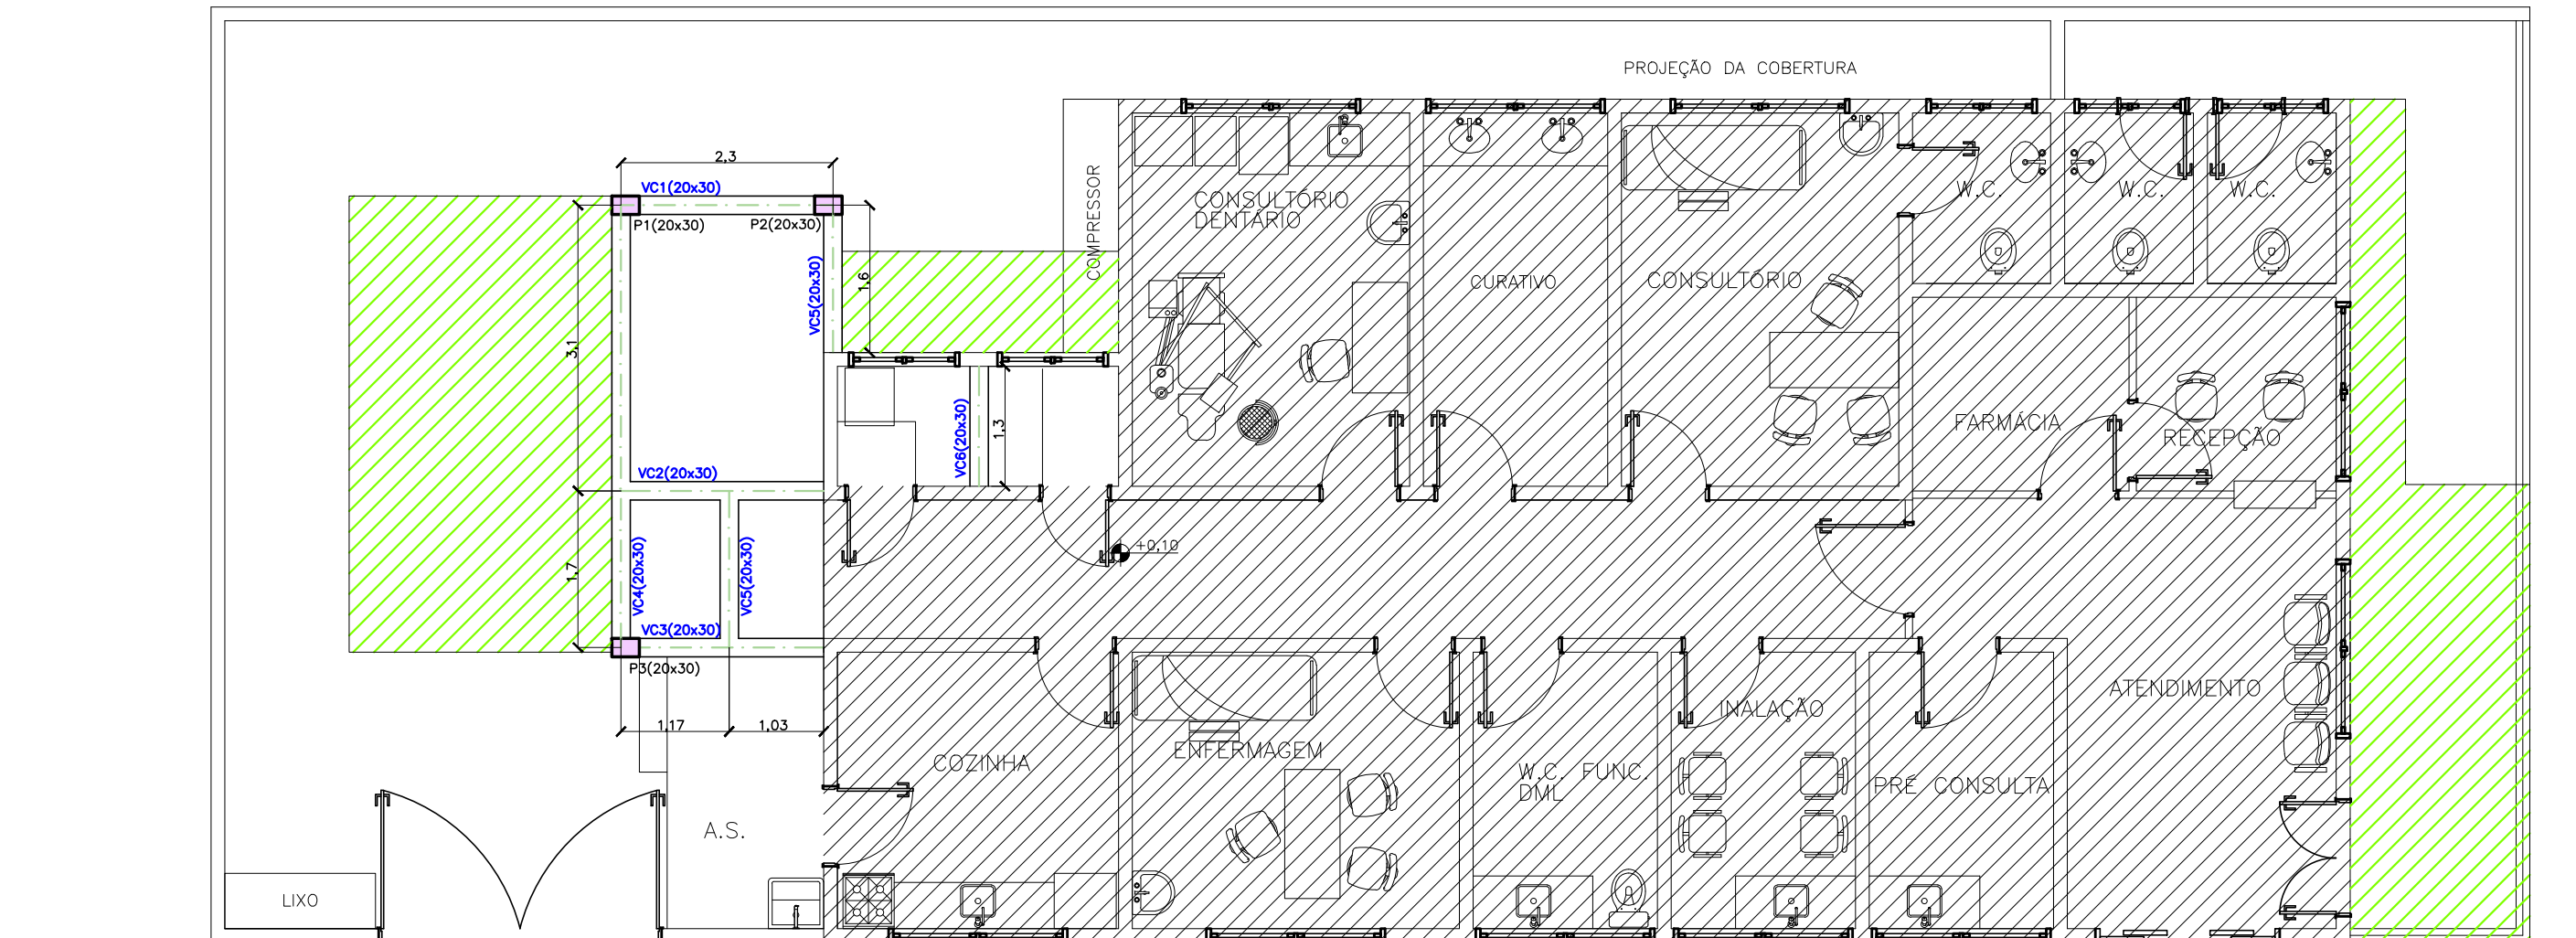 PROJEÇÃO DA COBERTURA
2,3
VC1(20x30)
P1(20x30)
P2(20x30)
COMPRESSOR
CONSULTÓRIO
DENTÁRIO
W.C.
W.C.
W.C.
VC5(20x30)
1,6
CURATIVO
CONSULTÓRIO
3,1
VC6(20x30)
1,3
FARMÁCIA
RECEPÇÃO
VC2(20x30)
+0,10
1,7
VC4(20x30)
VC5(20x30)
VC3(20x30)
P3(20x30)
1,17
1,03
COZINHA
ENFERMAGEM
INALAÇÃO
ATENDIMENTO
W.C. FUNC.
DML
PRÉ CONSULTA
A.S.
LIXO